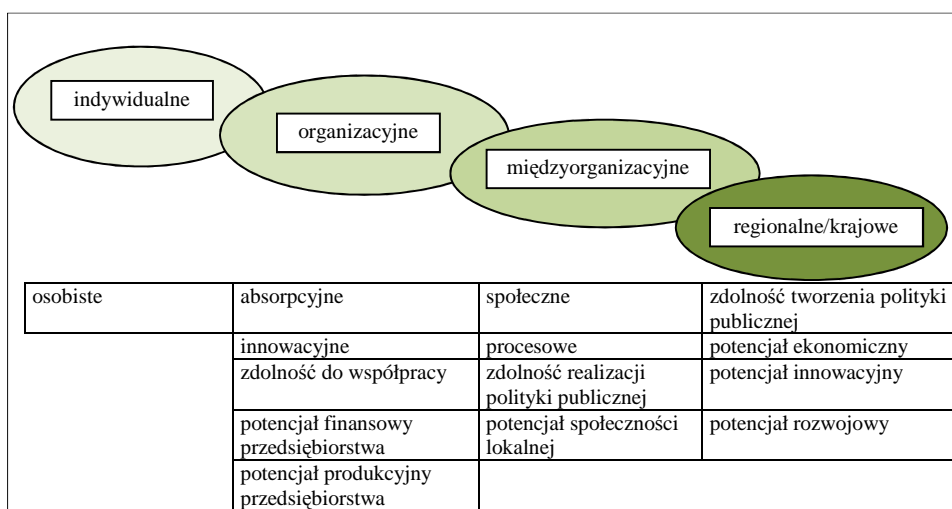 indywidualne
organizacyjne
międzyorganizacyjne
regionalne/krajowe
osobiste
absorpcyjne
społeczne
zdolność tworzenia polityki
publicznej
innowacyjne
procesowe
potencjał ekonomiczny
zdolność do współpracy
zdolność realizacji
polityki publicznej
potencjał innowacyjny
potencjał finansowy
przedsiębiorstwa
potencjał społeczności
lokalnej
potencjał rozwojowy
potencjał produkcyjny
przedsiębiorstwa